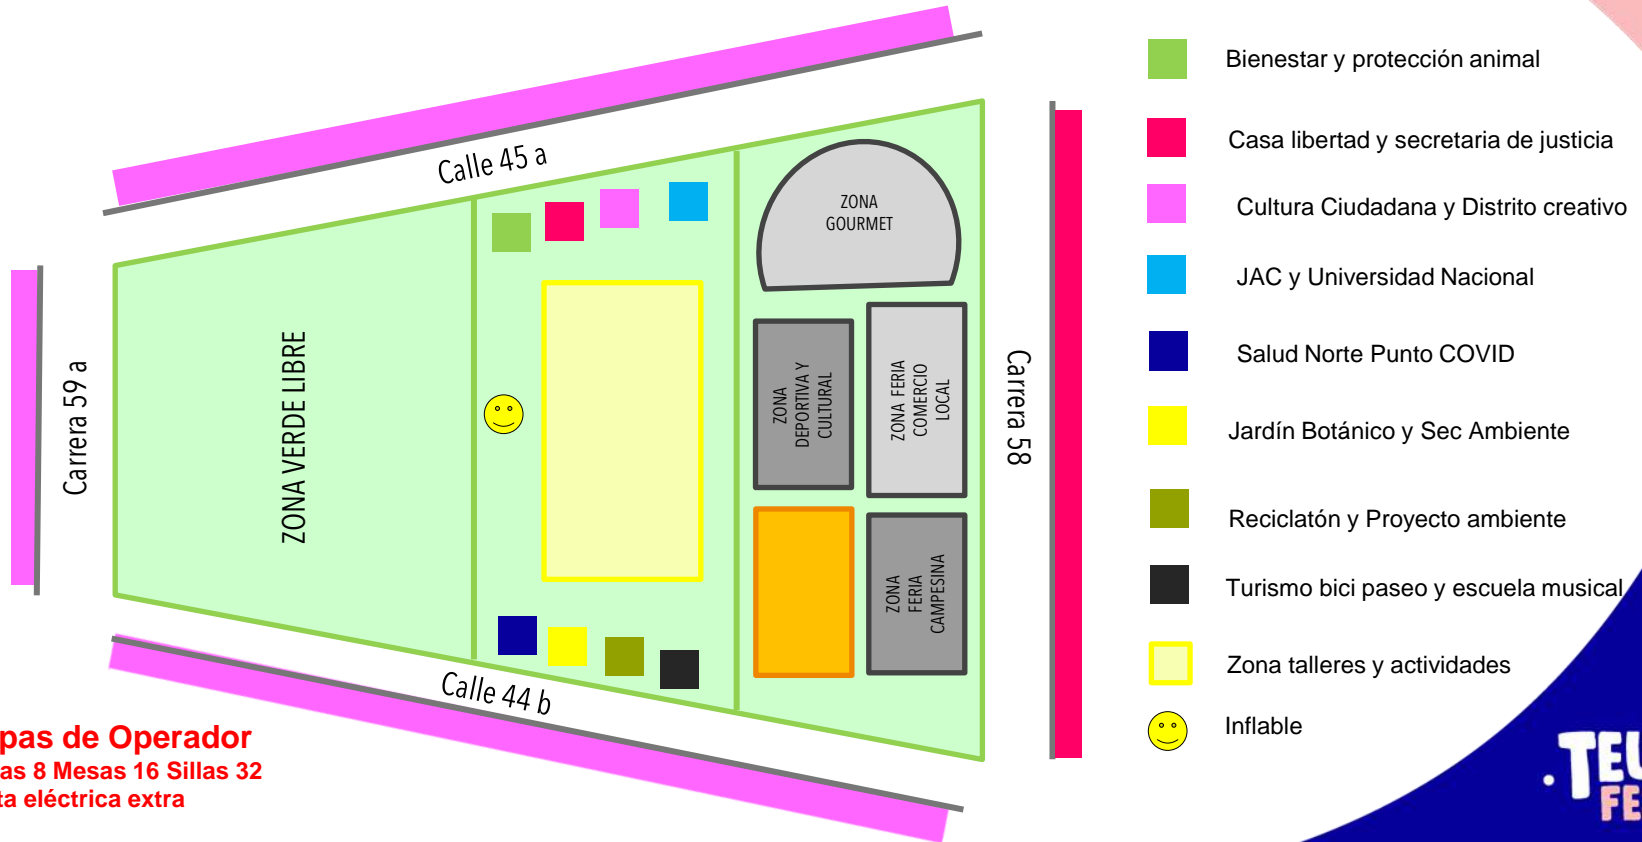 Calle 45 a
Carrera 59 a
ZONA VERDE LIBRE
ZONA
GOURMET
ZONA
DEPORTIVA Y
CULTURAL
ZONA FERIA
COMERCIO
LOCAL
ZONA
FERIA
CAMPESINA
Carrera 58
Calle 44 b
Bienestar y protección animal
Casa libertad y secretaria de justicia
Cultura Ciudadana y Distrito creativo
JAC y Universidad Nacional
Salud Norte Punto COVID
Jardín Botánico y Sec Ambiente
Reciclatón y Proyecto ambiente
Turismo bici paseo y escuela musical
Zona talleres y actividades
Inflable
pas de Operador
as 8 Mesas 16 Sillas 32
ta eléctrica extra